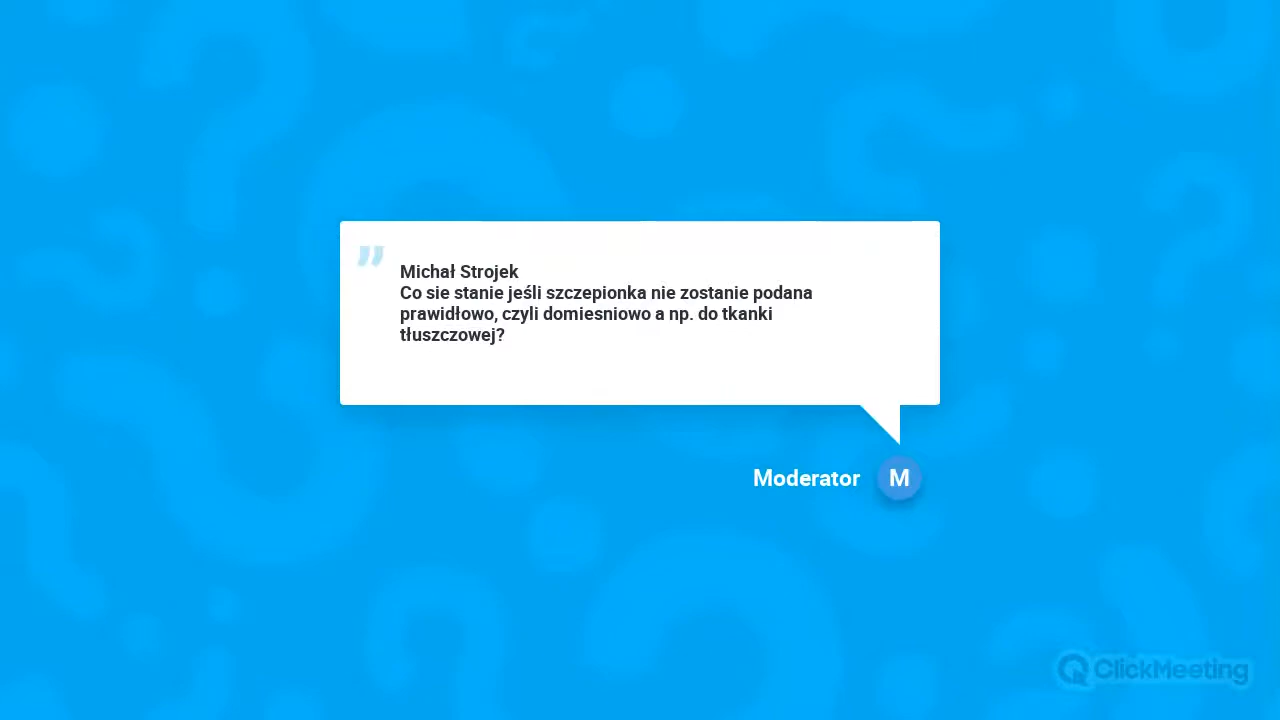 Michał Strojek
Co sie stanie jeśli szczepionka nie zostanie podana
prawidłowo, czyli domiesniowo a np. do tkanki
tłuszczowej?
Moderator M
ClickMeeting